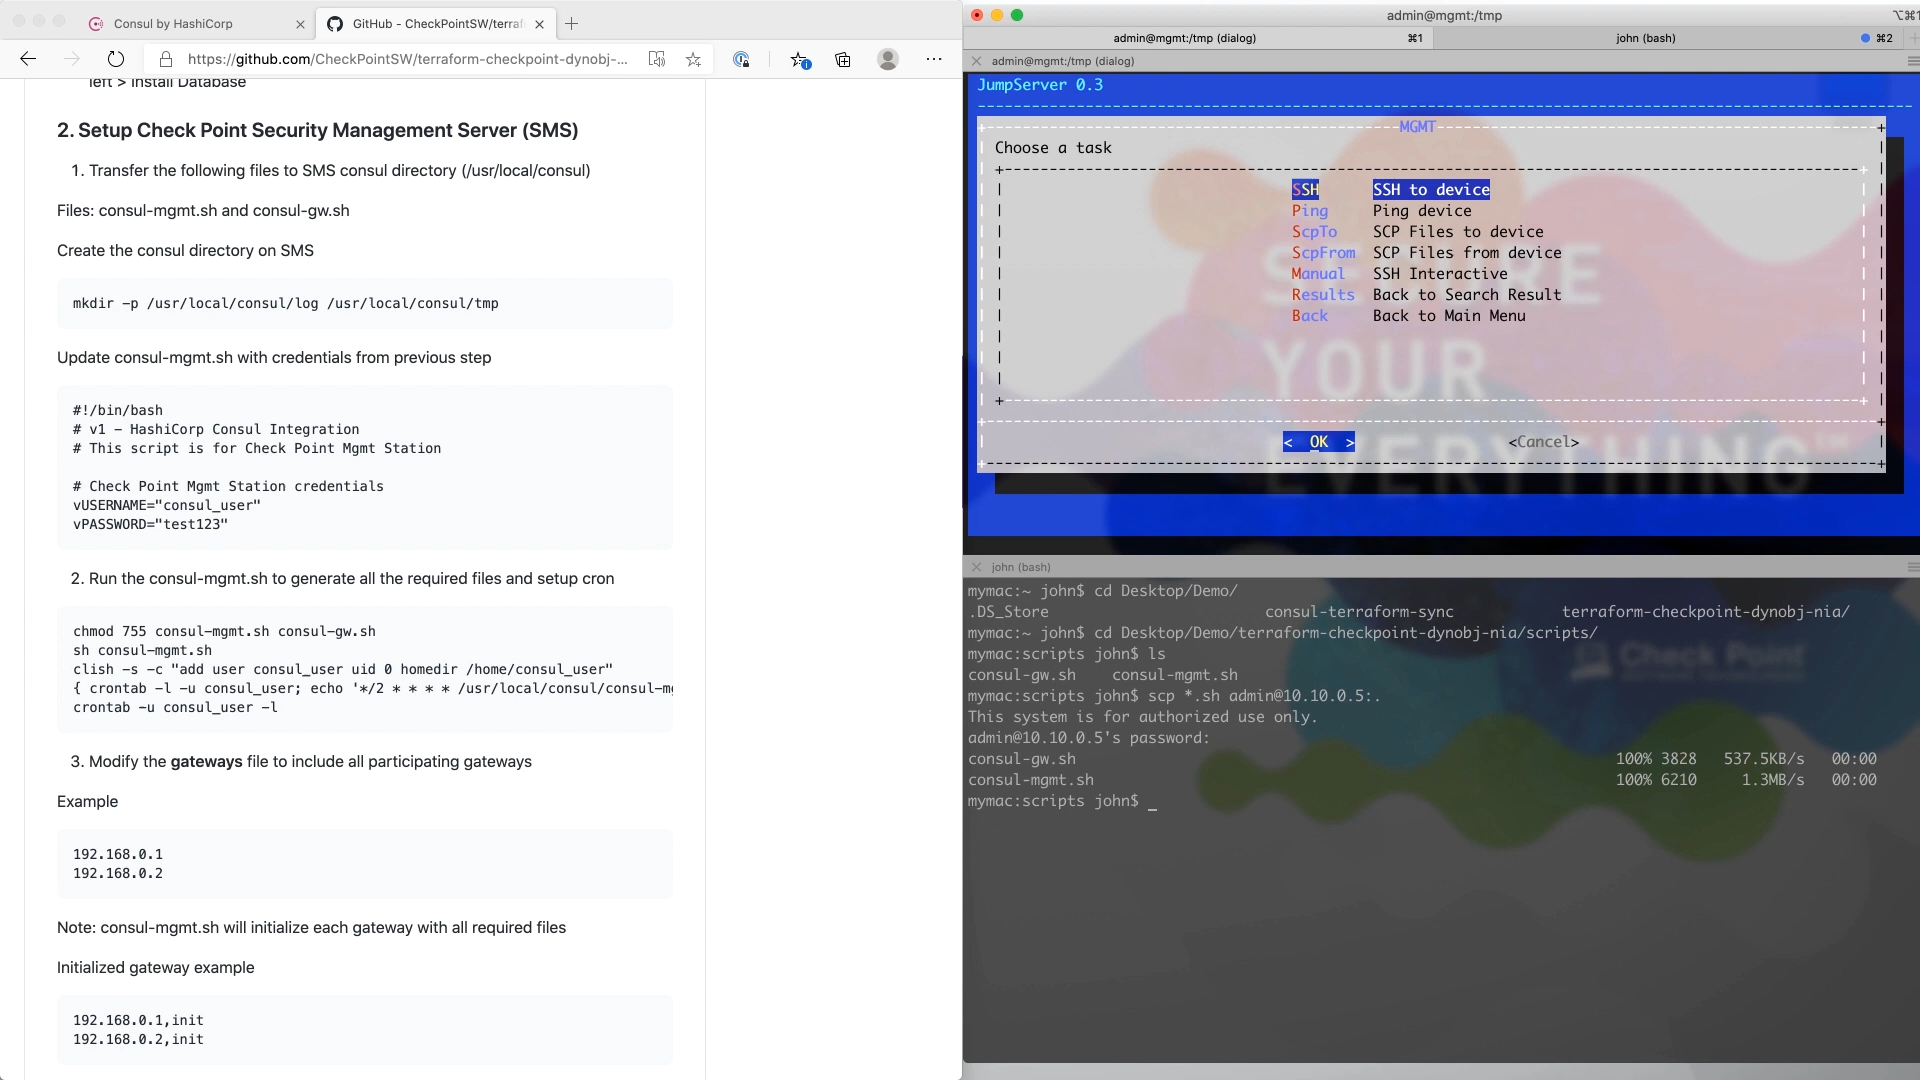 Consul by HashiCorp
GitHub - CheckPointSW/terraf
https://github.com/CheckPointSW/terraform-checkpoint-dynobj-...
left > Install Database
2. Setup Check Point Security Management Server (SMS)
1. Transfer the following files to SMS consul directory (/usr/local/consul)
Files: consul-mgmt.sh and consul-gw.sh
Create the consul directory on SMS
mkdir -p /usr/local/consul/log /usr/local/consul/tmp
Update consul-mgmt.sh with credentials from previous step
#!/bin/bash
# v1 - HashiCorp Consul Integration
# This script is for Check Point Mgmt Station
# Check Point Mgmt Station credentials
vUSERNAME="consul_user"
vPASSWORD="test123"
2. Run the consul-mgmt.sh to generate all the required files and setup cron
chmod 755 consul-mgmt.sh consul-gw.sh
sh consul-mgmt.sh
clish -s -c "add user consul_user uid 0 homedir /home/consul_user"
{ crontab -l -u consul_user; echo '*/2 * * * * /usr/local/consul/consul-mg
crontab -u consul_user -l
3. Modify the gateways file to include all participating gateways
Example
192.168.0.1
192.168.0.2
Note: consul-mgmt.sh will initialize each gateway with all required files
Initialized gateway example
192.168.0.1,init
192.168.0.2,init
admin@mgmt:/tmp
⌥⌘1
admin@mgmt:/tmp (dialog) ⌘1
john (bash) ⌘2
admin@mgmt:/tmp (dialog)
JumpServer 0.3
MGMT
Choose a task
SSH SSH to device
Ping Ping device
ScpTo SCP Files to device
ScpFrom SCP Files from device
Manual SSH Interactive
Results Back to Search Result
Back Back to Main Menu
< OK > <Cancel>
SECURE
YOUR
EVERYTHING™
john (bash)
mymac:~ john$ cd Desktop/Demo/
.DS_Store consul-terraform-sync terraform-checkpoint-dynobj-nia/
mymac:~ john$ cd Desktop/Demo/terraform-checkpoint-dynobj-nia/scripts/
mymac:scripts john$ ls
consul-gw.sh consul-mgmt.sh
mymac:scripts john$ scp *.sh admin@10.10.0.5:.
This system is for authorized use only.
admin@10.10.0.5's password:
consul-gw.sh 100% 3828 537.5KB/s 00:00
consul-mgmt.sh 100% 6210 1.3MB/s 00:00
mymac:scripts john$ _
Check Point